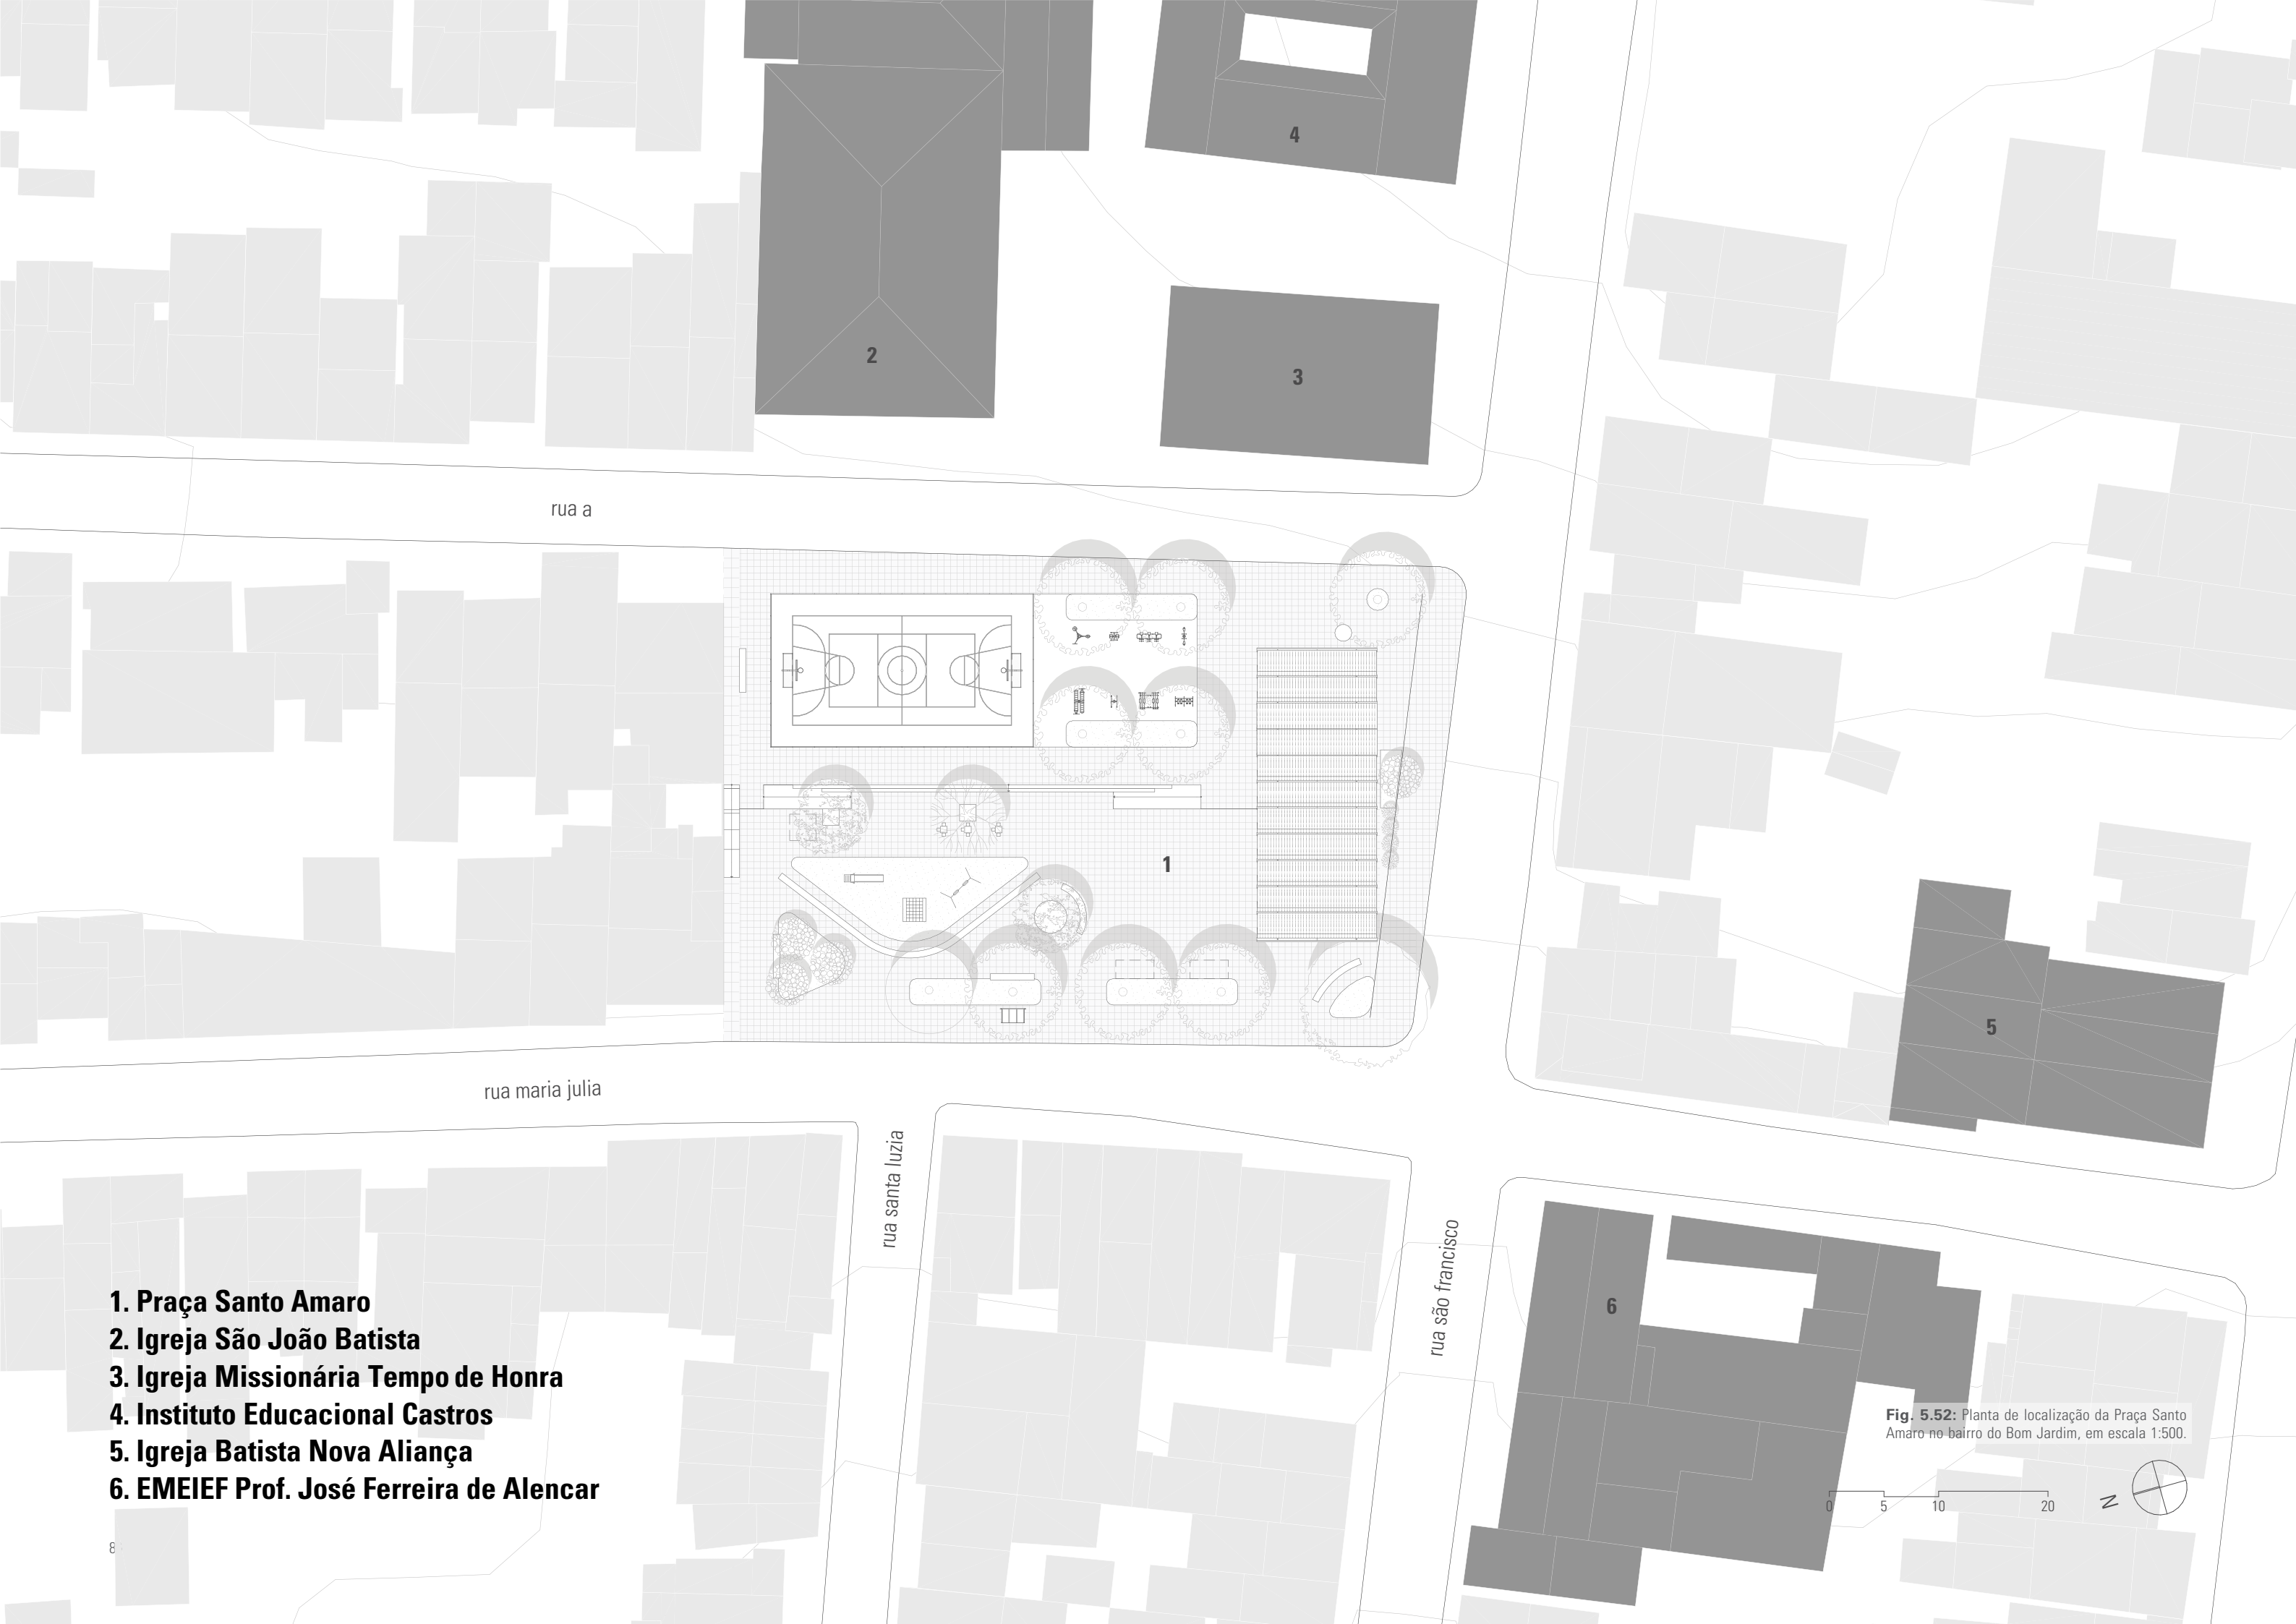 4
2
3
rua a
1
5
rua maria julia
rua santa luzia
rua são francisco
6
1. Praça Santo Amaro
2. Igreja São João Batista
3. Igreja Missionária Tempo de Honra
4. Instituto Educacional Castros
5. Igreja Batista Nova Aliança
6. EMEIEF Prof. José Ferreira de Alencar
Fig. 5.52: Planta de localização da Praça Santo
Amaro no bairro do Bom Jardim, em escala 1:500.
0 5 10 20
N